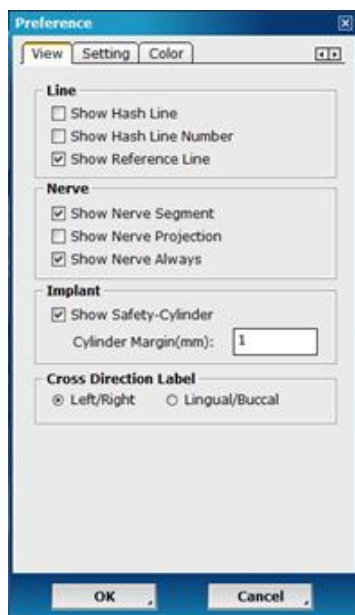 Preference
View Setting Color
Line
Show Hash Line
Show Hash Line Number
Show Reference Line
Nerve
Show Nerve Segment
Show Nerve Projection
Show Nerve Always
Implant
Show Safety-Cylinder
Cylinder Margin(mm): 1
Cross Direction Label
Left/Right Lingual/Buccal
OK Cancel